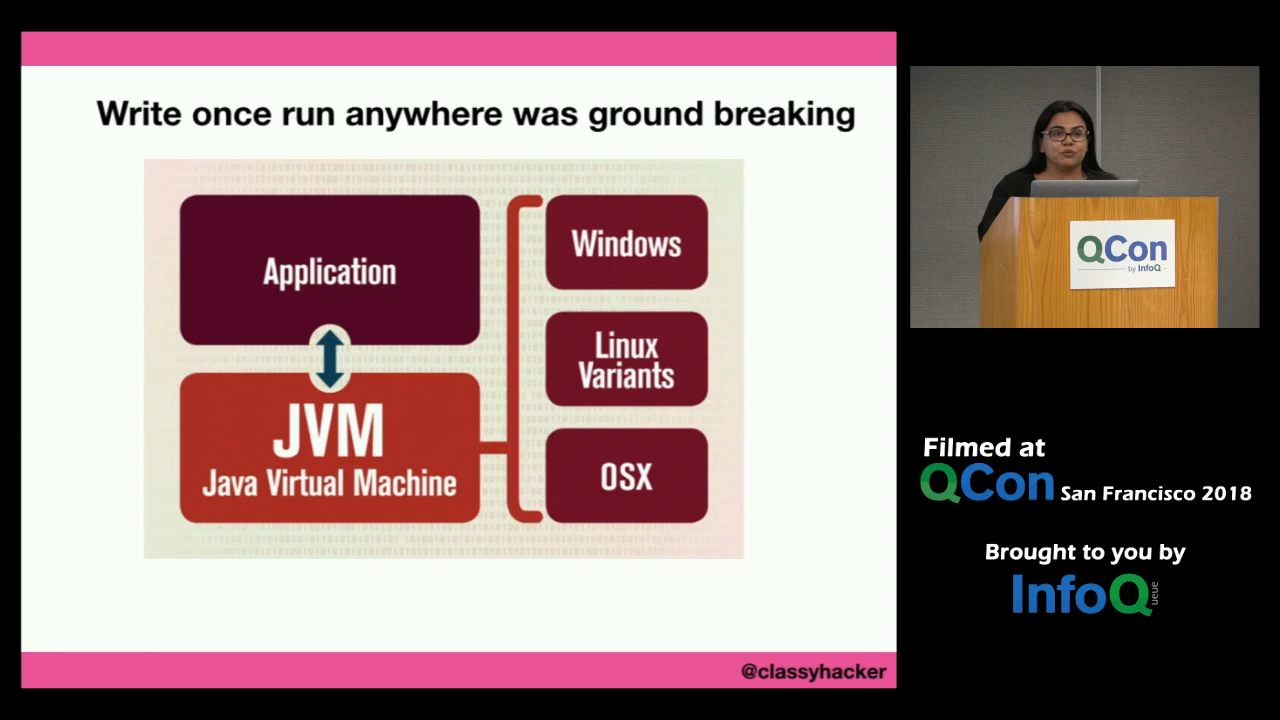 Write once run anywhere was ground breaking
Application
JVM
Java Virtual Machine
Windows
Linux
Variants
OSX
@classyhacker
QCon
by InfoQ
Filmed at
QCon San Francisco 2018
Brought to you by
InfoQ
ueue